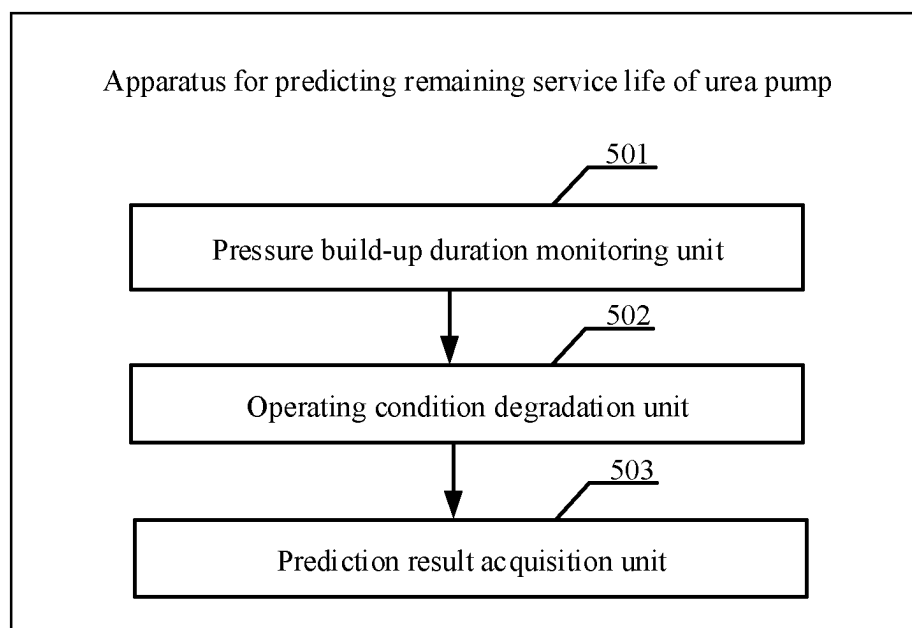 Apparatus for predicting remaining service life of urea pump
501
Pressure build-up duration monitoring unit
502
Operating condition degradation unit
503
Prediction result acquisition unit